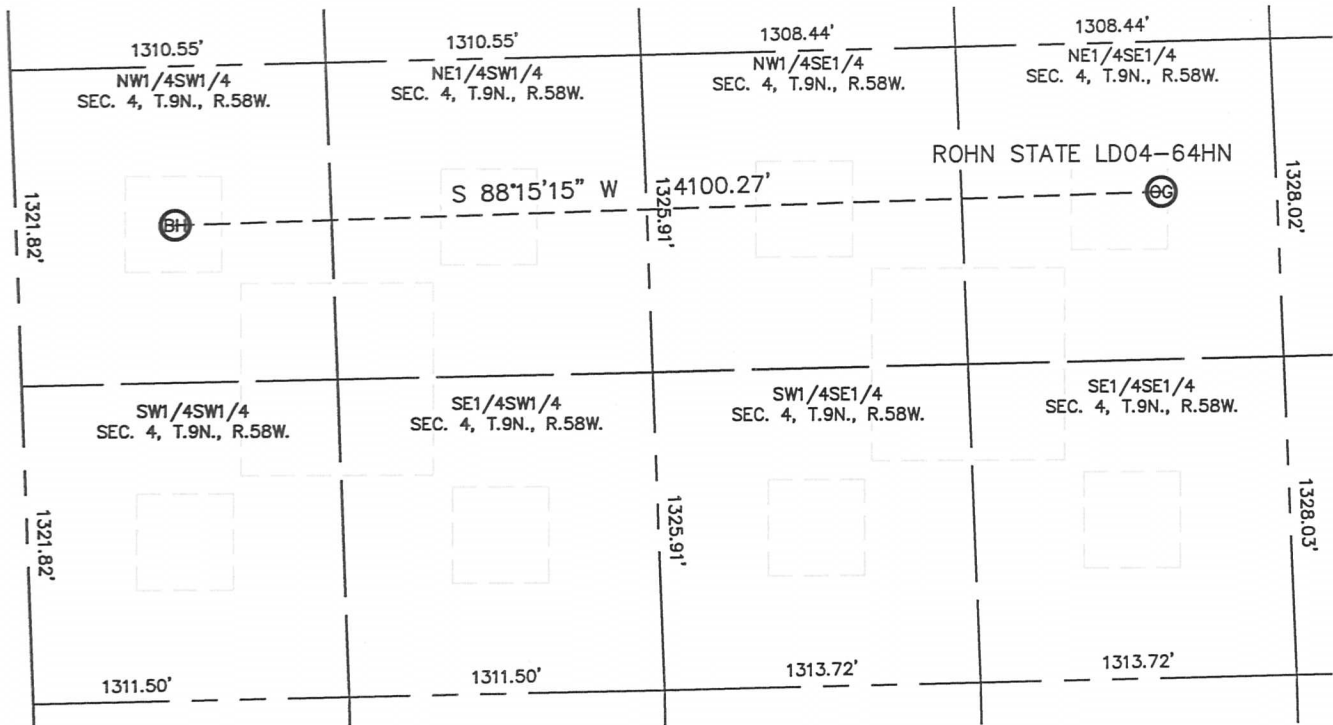 1310.55'
1310.55'
1308.44'
1308.44'
NW1/4SW1/4
SEC. 4, T.9N., R.58W.
NE1/4SW1/4
SEC. 4, T.9N., R.58W.
NW1/4SE1/4
SEC. 4, T.9N., R.58W.
NE1/4SE1/4
SEC. 4, T.9N., R.58W.
ROHN STATE LD04-64HN
1321.82'
BH
S 88°15'15" W
4100.27'
1325.91'
OG
1328.02'
SW1/4SW1/4
SEC. 4, T.9N., R.58W.
SE1/4SW1/4
SEC. 4, T.9N., R.58W.
SW1/4SE1/4
SEC. 4, T.9N., R.58W.
SE1/4SE1/4
SEC. 4, T.9N., R.58W.
1321.82'
1325.91'
1328.03'
1311.50'
1311.50'
1313.72'
1313.72'